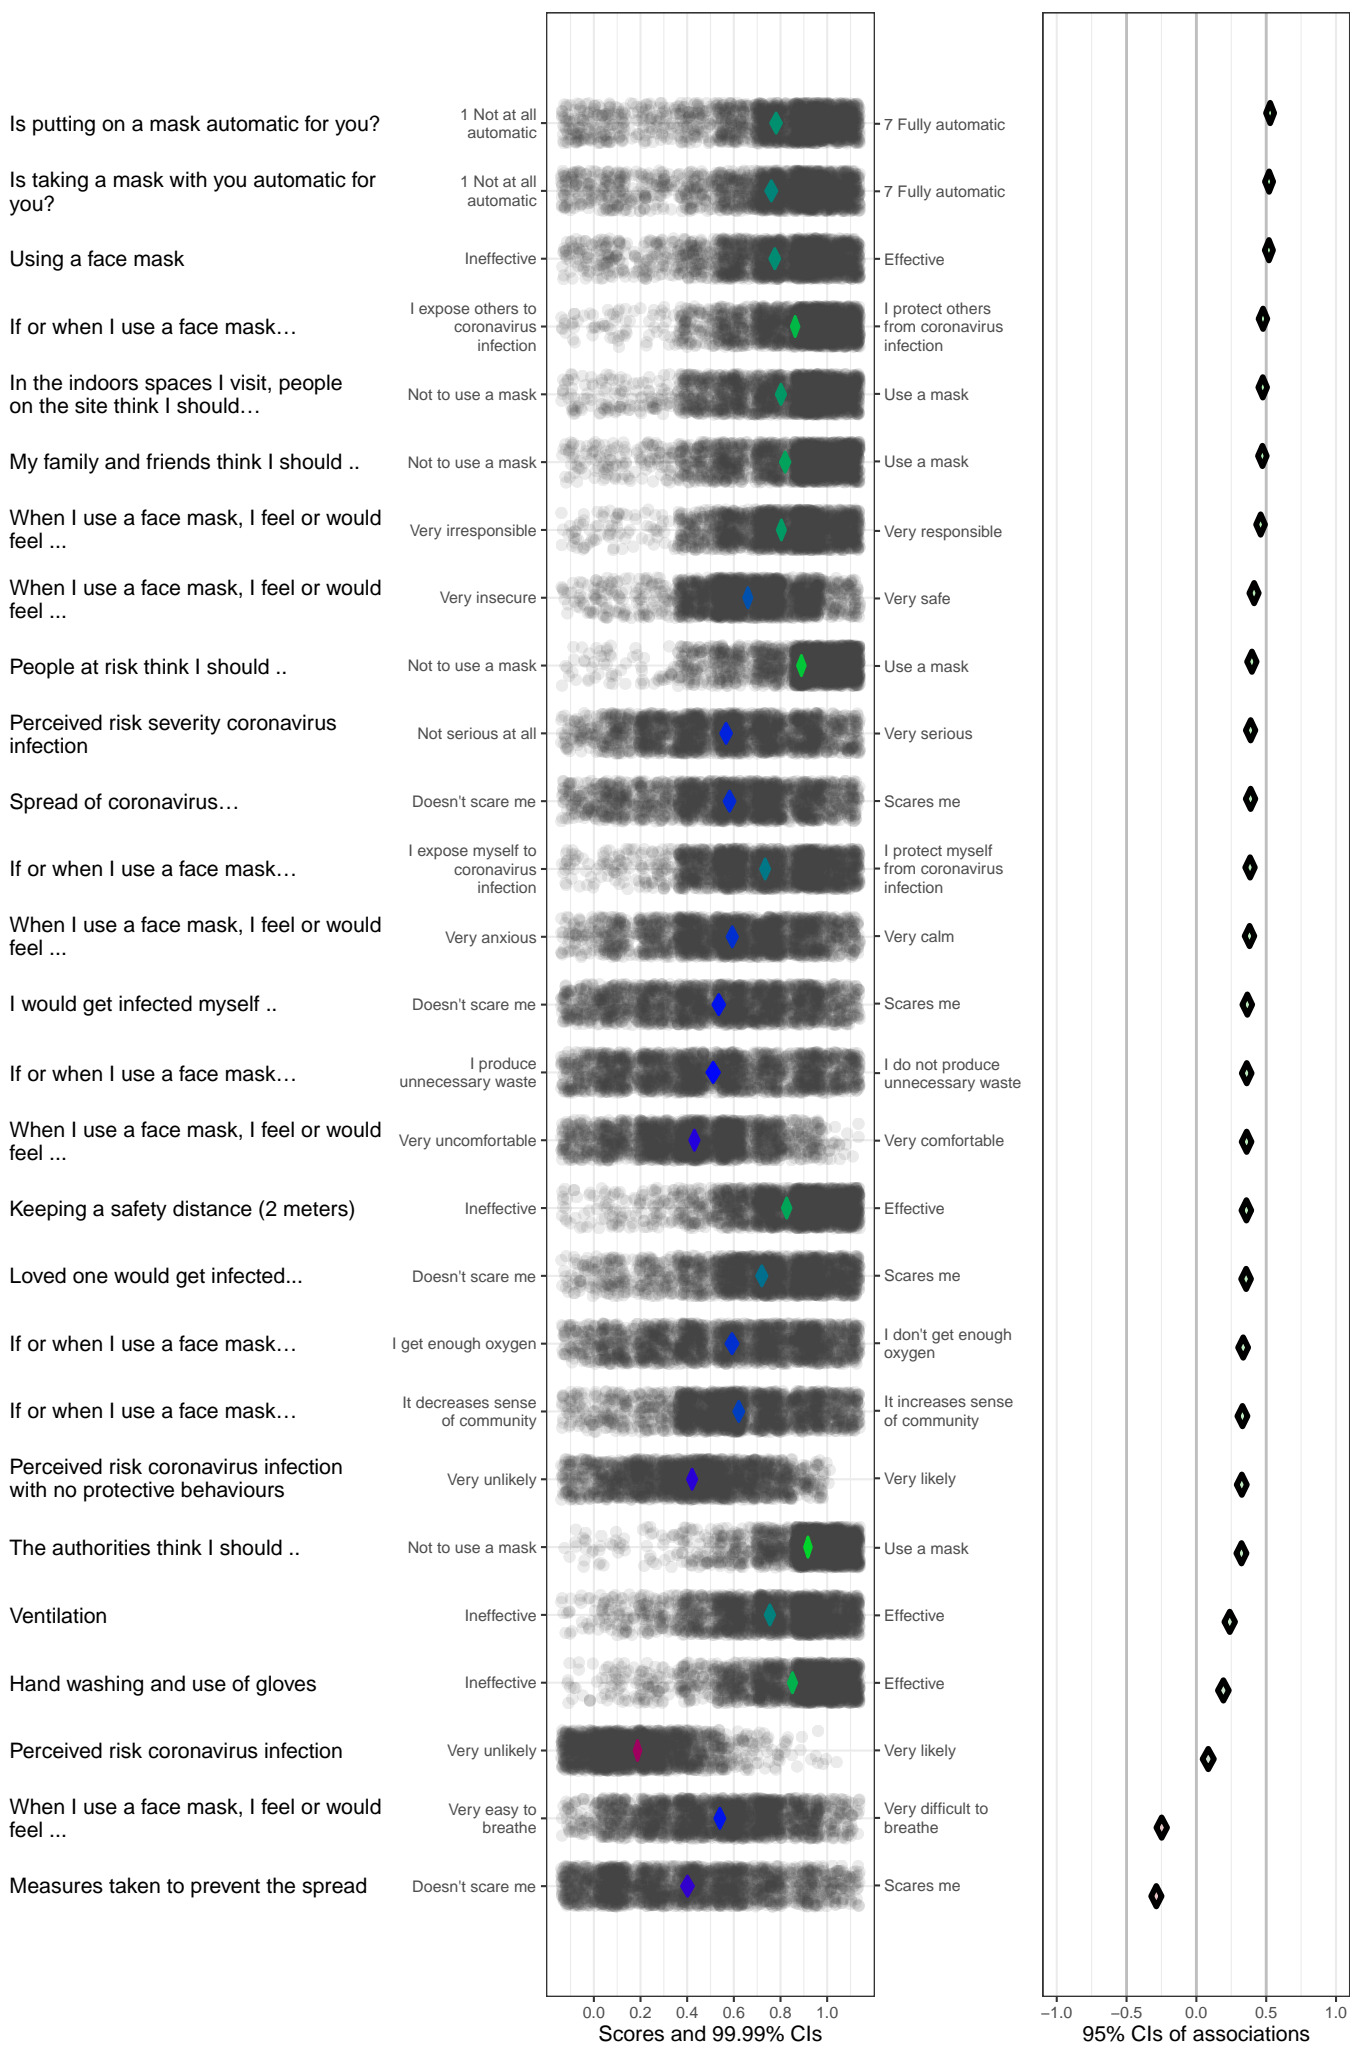 Is putting on a mask automatic for you?
1 Not at all
automatic
7 Fully automatic
Is taking a mask with you automatic for
you?
1 Not at all
automatic
7 Fully automatic
Using a face mask
Ineffective
Effective
If or when I use a face mask…
I expose others to
coronavirus
infection
I protect others
from coronavirus
infection
In the indoors spaces I visit, people
on the site think I should…
Not to use a mask
Use a mask
My family and friends think I should ..
Not to use a mask
Use a mask
When I use a face mask, I feel or would
feel ...
Very irresponsible
Very responsible
When I use a face mask, I feel or would
feel ...
Very insecure
Very safe
People at risk think I should ..
Not to use a mask
Use a mask
Perceived risk severity coronavirus
infection
Not serious at all
Very serious
Spread of coronavirus…
Doesn't scare me
Scares me
If or when I use a face mask…
I expose myself to
coronavirus
infection
I protect myself
from coronavirus
infection
When I use a face mask, I feel or would
feel ...
Very anxious
Very calm
I would get infected myself ..
Doesn't scare me
Scares me
If or when I use a face mask…
I produce
unnecessary waste
I do not produce
unnecessary waste
When I use a face mask, I feel or would
feel ...
Very uncomfortable
Very comfortable
Keeping a safety distance (2 meters)
Ineffective
Effective
Loved one would get infected...
Doesn't scare me
Scares me
If or when I use a face mask…
I get enough oxygen
I don't get enough
oxygen
If or when I use a face mask…
It decreases sense
of community
It increases sense
of community
Perceived risk coronavirus infection
with no protective behaviours
Very unlikely
Very likely
The authorities think I should ..
Not to use a mask
Use a mask
Ventilation
Ineffective
Effective
Hand washing and use of gloves
Ineffective
Effective
Perceived risk coronavirus infection
Very unlikely
Very likely
When I use a face mask, I feel or would
feel ...
Very easy to
breathe
Very difficult to
breathe
Measures taken to prevent the spread
Doesn't scare me
Scares me
0.0 0.2 0.4 0.6 0.8 1.0
Scores and 99.99% CIs
−1.0 −0.5 0.0 0.5 1.0
95% CIs of associations